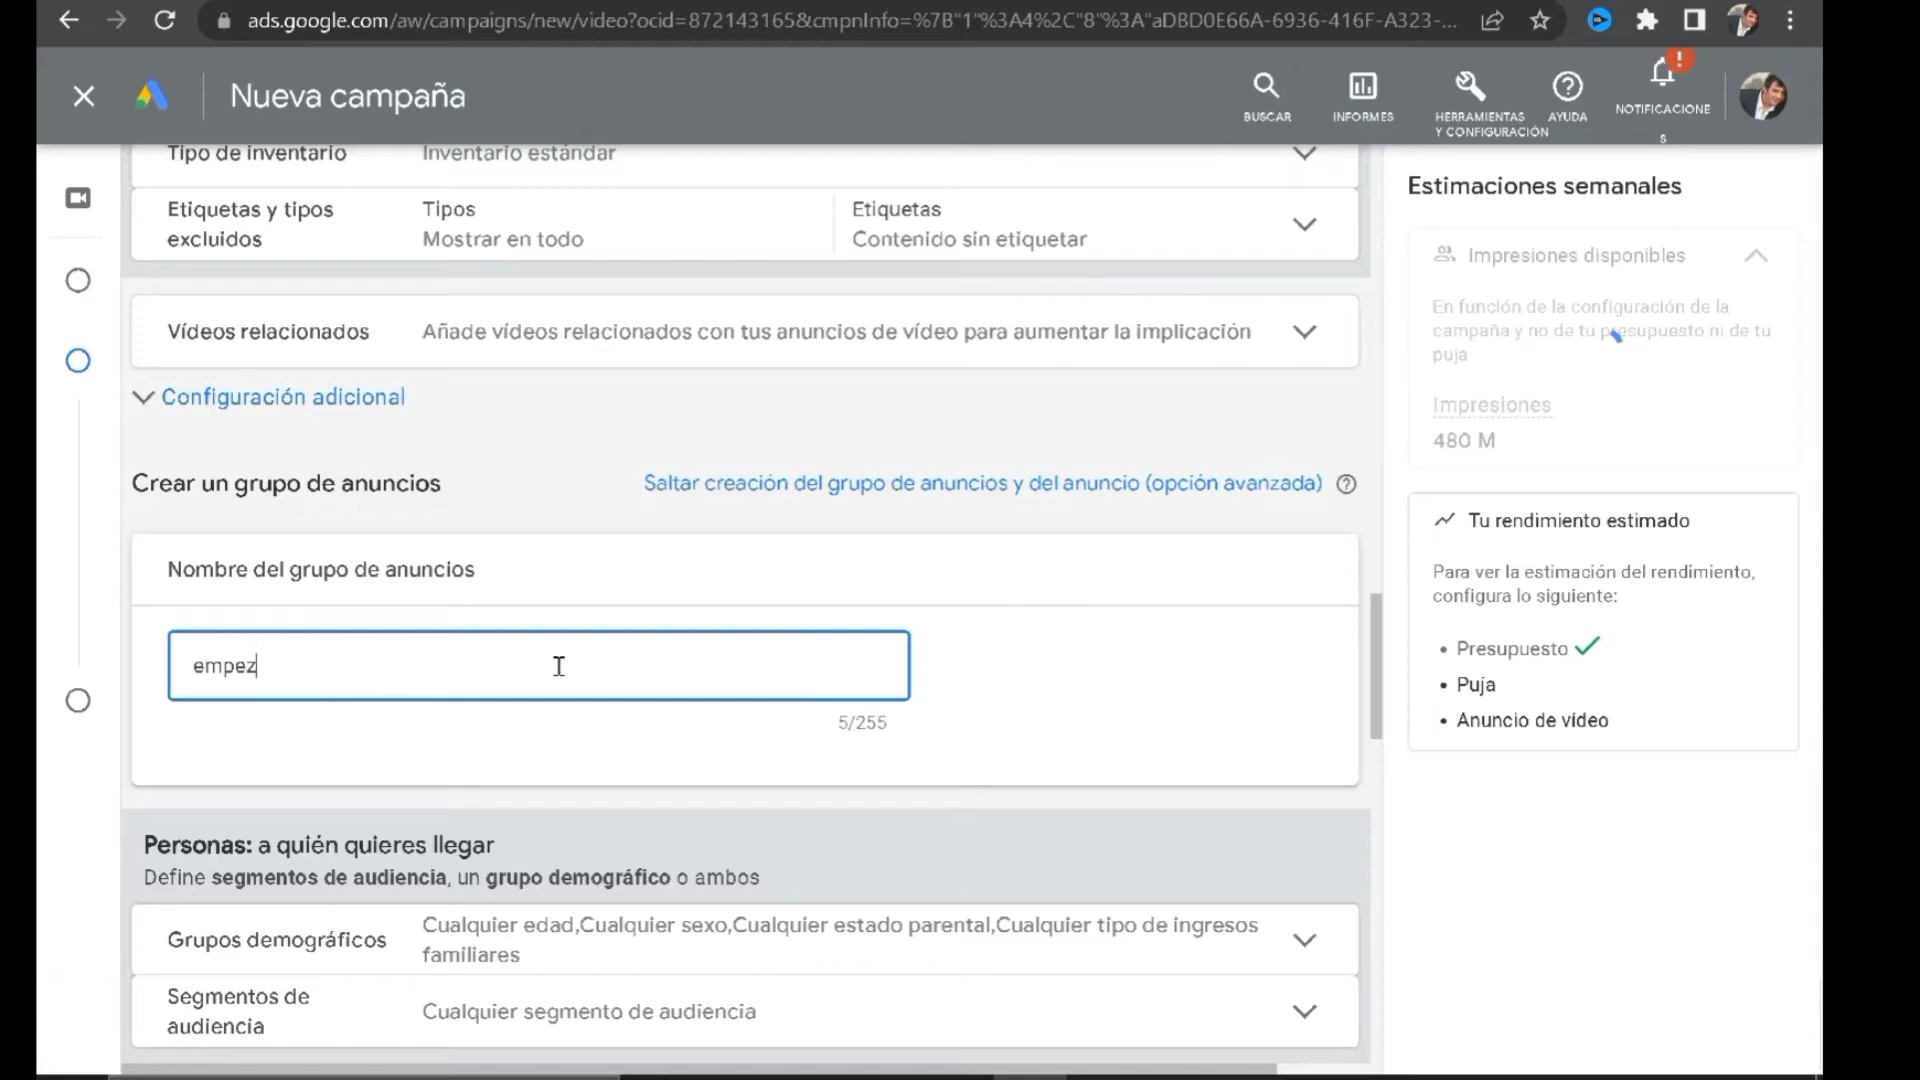 ads.google.com/aw/campaigns/new/video?ocid=872143165&cmpnInfo=%7B"1"%3A4%2C"8"%3A"aDBD0E66A-6936-416F-A323-...
Nueva campaña
BUSCAR
INFORMES
HERRAMIENTAS
Y CONFIGURACIÓN
AYUDA
!
NOTIFICACIONE
S
Tipo de inventario
Inventario estándar
Etiquetas y tipos
excluidos
Tipos
Mostrar en todo
Etiquetas
Contenido sin etiquetar
Vídeos relacionados
Añade vídeos relacionados con tus anuncios de vídeo para aumentar la implicación
Configuración adicional
Crear un grupo de anuncios
Saltar creación del grupo de anuncios y del anuncio (opción avanzada)
Nombre del grupo de anuncios
empez
5/255
Personas: a quién quieres llegar
Define segmentos de audiencia, un grupo demográfico o ambos
Grupos demográficos
Cualquier edad,Cualquier sexo,Cualquier estado parental,Cualquier tipo de ingresos
familiares
Segmentos de
audiencia
Cualquier segmento de audiencia
Estimaciones semanales
Impresiones disponibles
En función de la configuración de la
campaña y no de tu presupuesto ni de tu
puja
Impresiones
480 M
Tu rendimiento estimado
Para ver la estimación del rendimiento,
configura lo siguiente:
• Presupuesto
• Puja
• Anuncio de vídeo